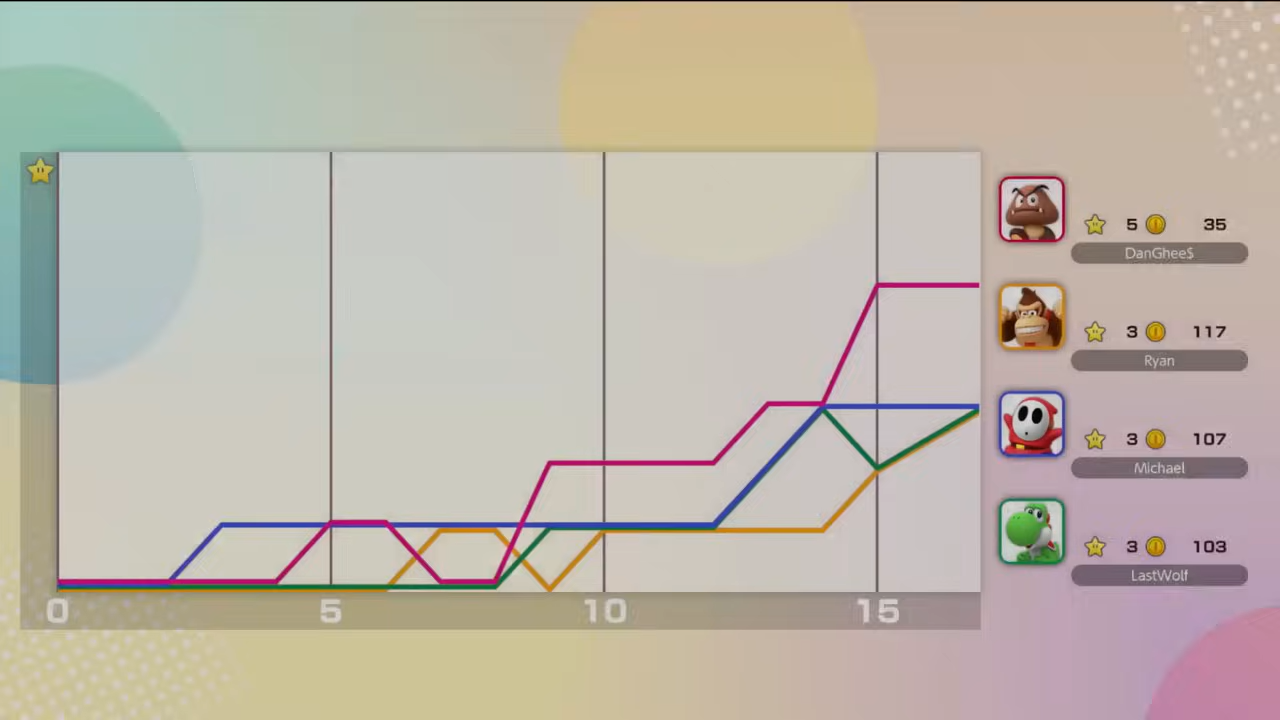 5 35
DanGhee$
3 117
Ryan
3 107
Michael
3 103
LastWolf
0 5 10 15